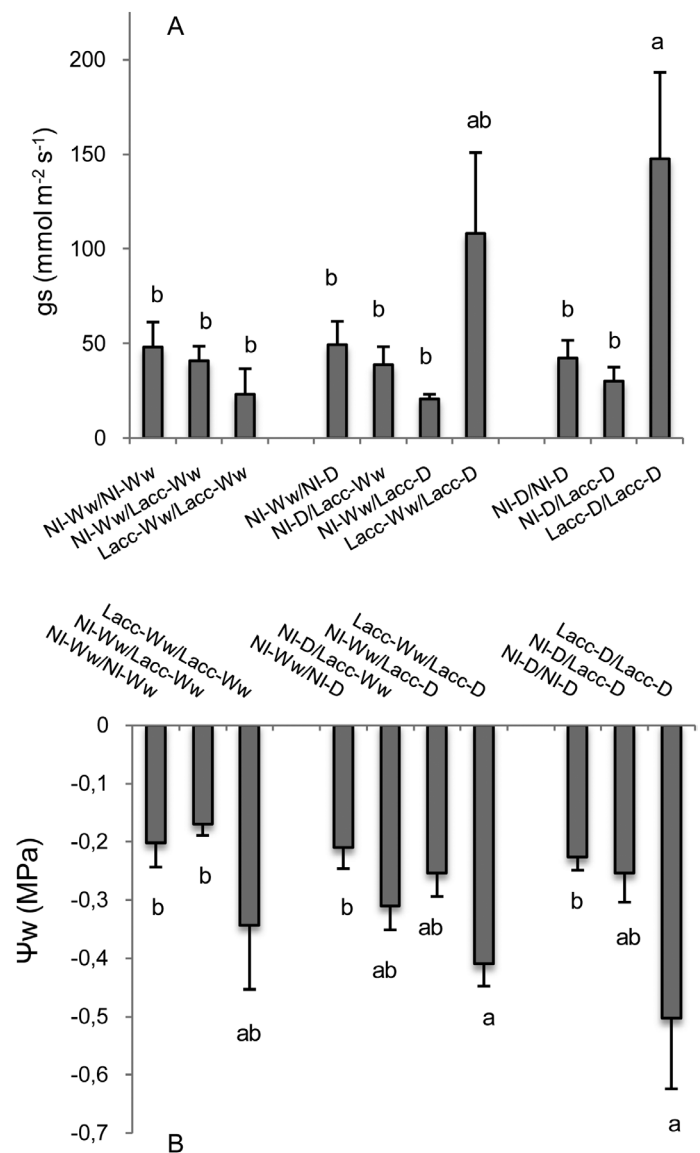 A
200
150
100
50
0
gs (mmol m-2 s-1)
b
b
b
b
b
b
ab
b
b
a
NI-Ww/NI-Ww
NI-Ww/Lacc-Ww
Lacc-Ww/Lacc-Ww
NI-Ww/NI-D
NI-D/Lacc-Ww
NI-Ww/Lacc-D
Lacc-Ww/Lacc-D
NI-D/NI-D
NI-D/Lacc-D
Lacc-D/Lacc-D
Lacc-Ww/Lacc-Ww
NI-Ww/Lacc-Ww
NI-Ww/NI-Ww
Lacc-Ww/Lacc-D
NI-Ww/Lacc-D
NI-D/Lacc-Ww
NI-Ww/NI-D
Lacc-D/Lacc-D
NI-D/Lacc-D
NI-D/NI-D
0
-0,1
-0,2
-0,3
-0,4
-0,5
-0,6
-0,7
Ψw (MPa)
b
b
ab
b
ab
ab
a
b
ab
a
B